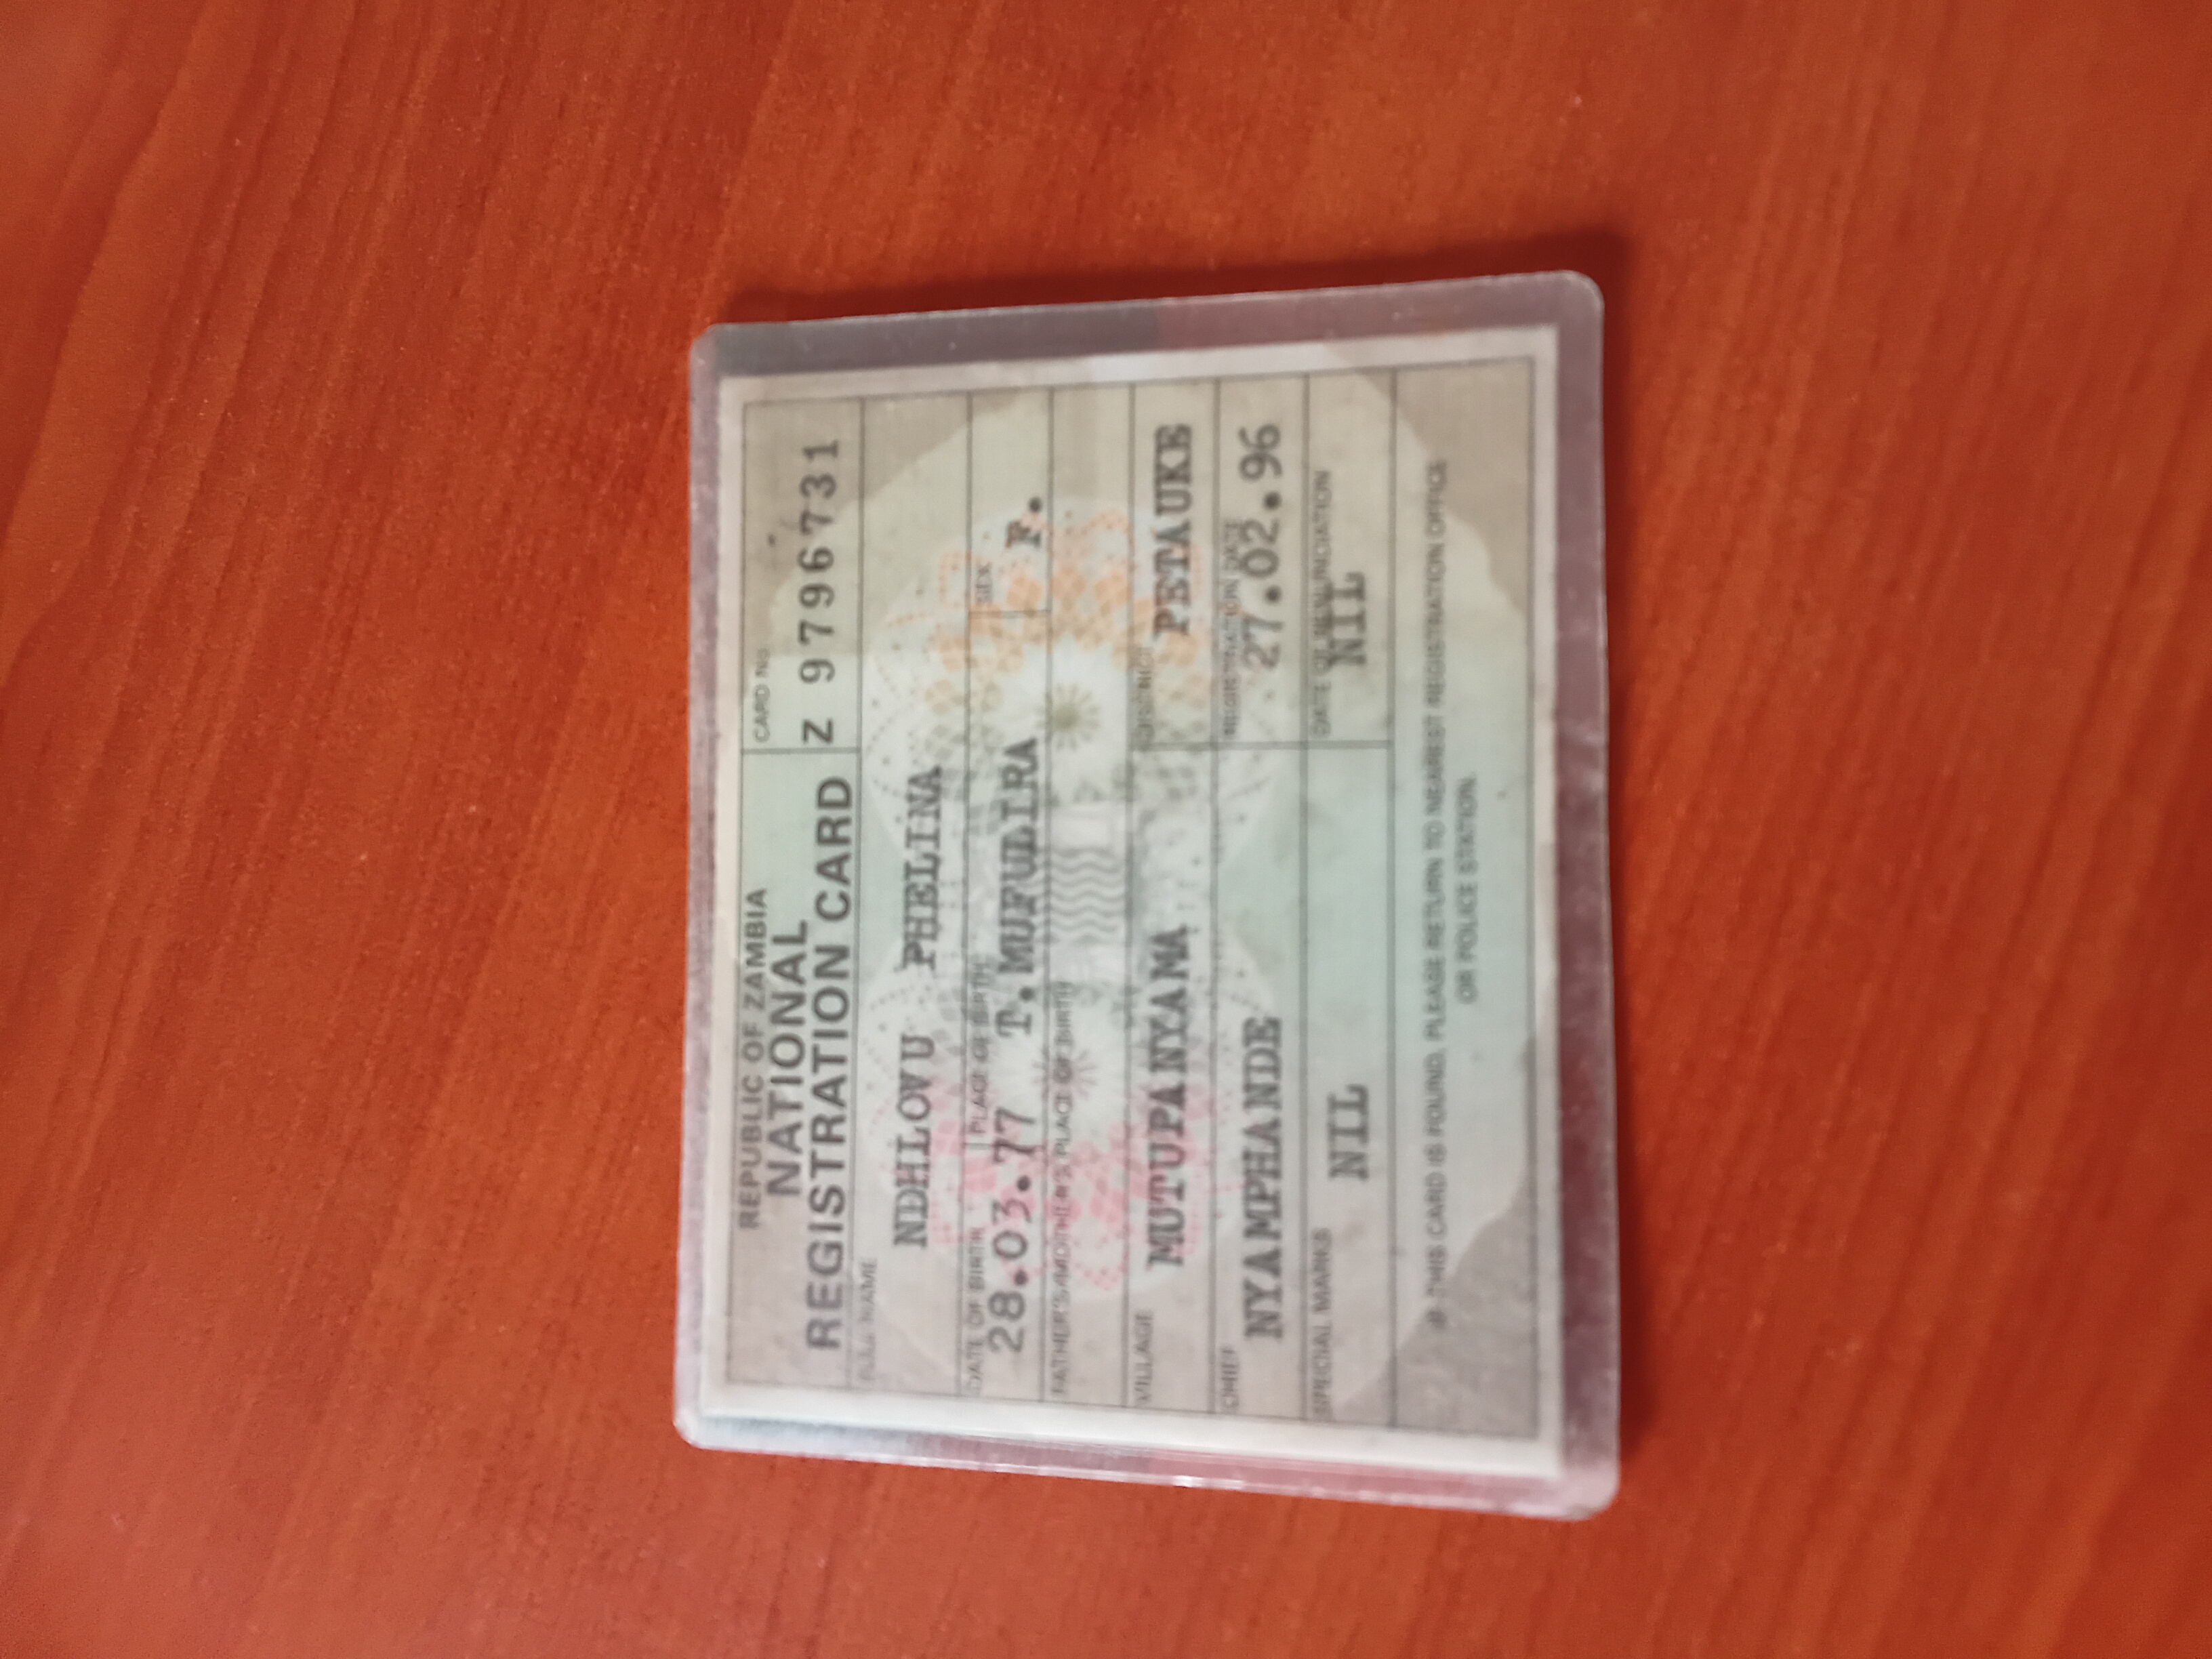 REPUBLIC OF ZAMBIA
NATIONAL
REGISTRATION CARD
CARD No.
Z 9796731
FULL NAME
NDHLOVU PHELINA
DATE OF BIRTH PLACE OF BIRTH SEX
28.03.77 T.MUFULIRA F.
FATHER'S/MOTHER'S PLACE OF BIRTH
VILLAGE DISTRICT
MUTUPANYAMA PETAUKE
CHIEF REGISTRATION DATE
NYAMPHANDE 27.02.96
SPECIAL MARKS DATE OF RENUNCIATION
NIL NIL
IF THIS CARD IS FOUND, PLEASE RETURN TO NEAREST REGISTRATION OFFICE
OR POLICE STATION.